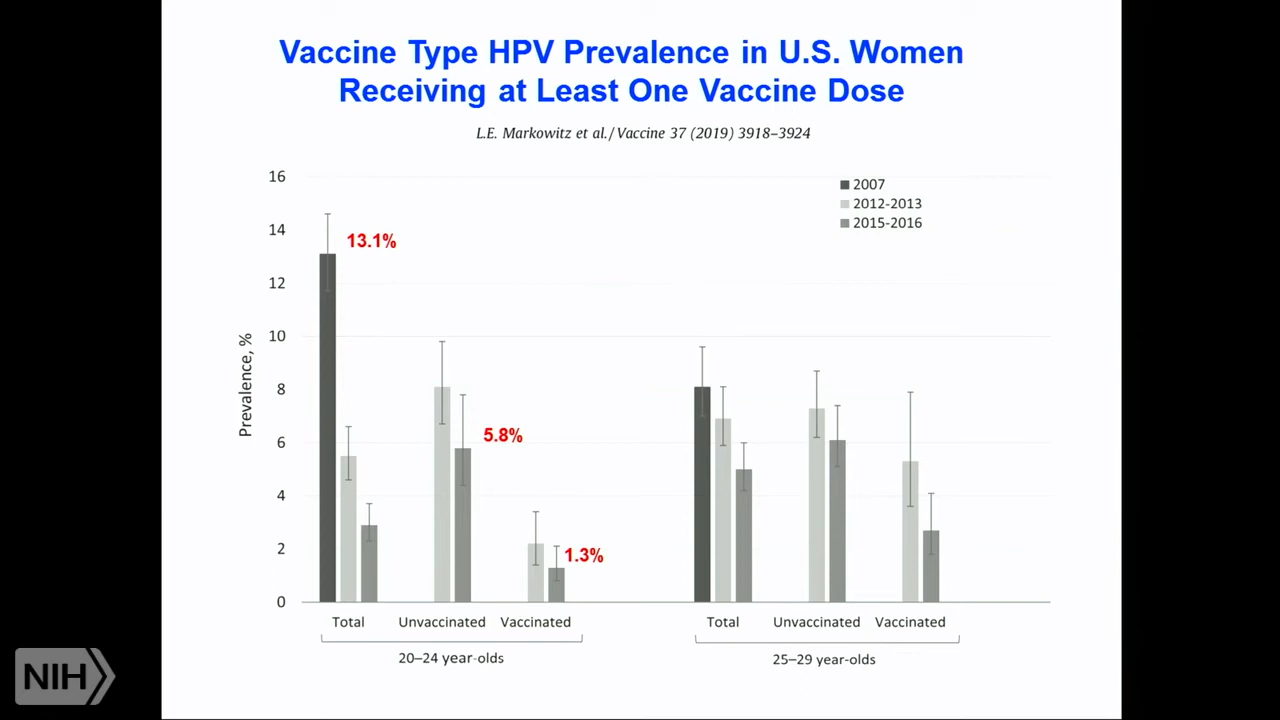 Vaccine Type HPV Prevalence in U.S. Women
Receiving at Least One Vaccine Dose
L.E. Markowitz et al. / Vaccine 37 (2019) 3918–3924
16
14
12
10
8
6
4
2
0
Prevalence, %
2007
2012-2013
2015-2016
13.1%
5.8%
1.3%
Total Unvaccinated Vaccinated Total Unvaccinated Vaccinated
20–24 year-olds 25–29 year-olds
NIH